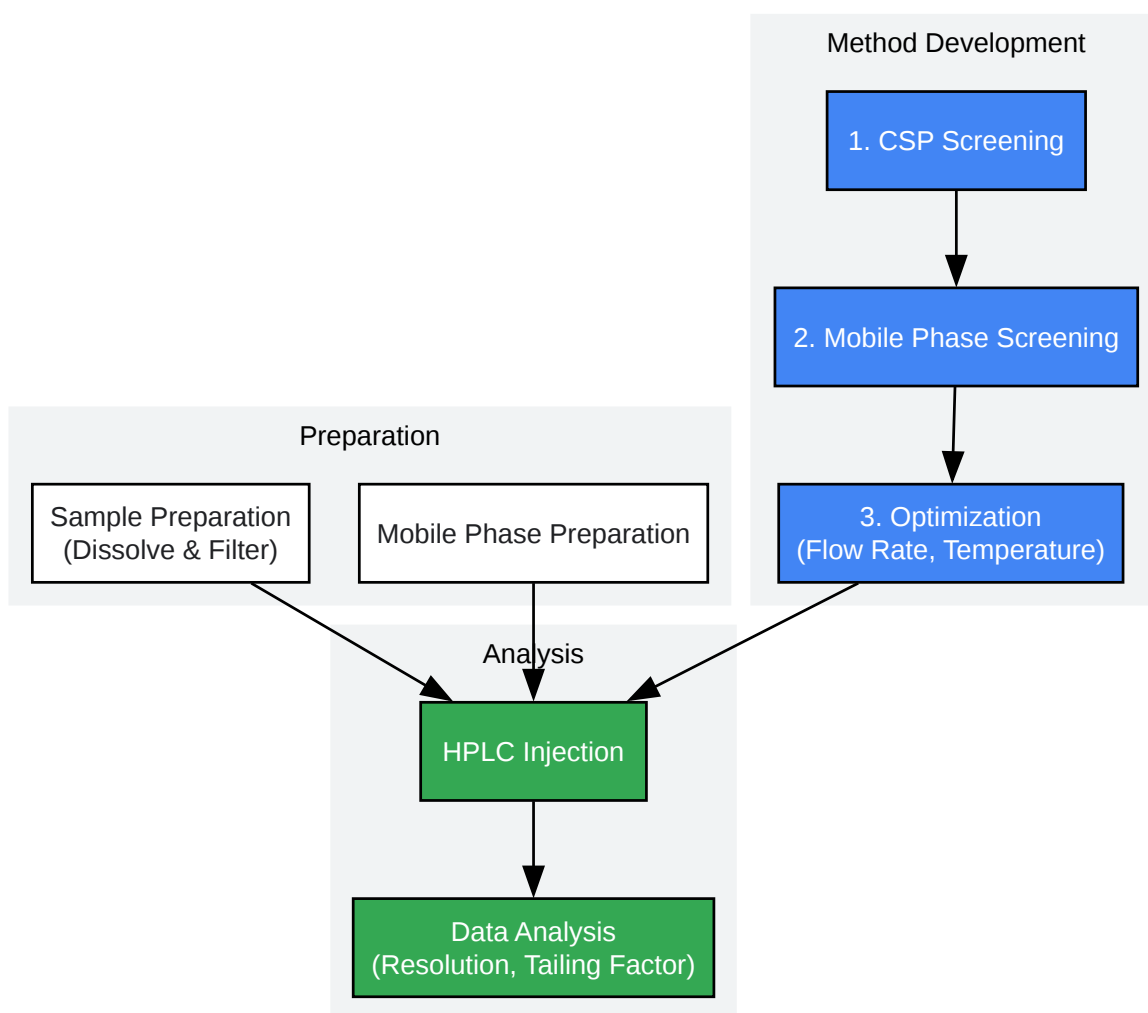 Method Development
1. CSP Screening
2. Mobile Phase Screening
3. Optimization
(Flow Rate, Temperature)
Preparation
Sample Preparation
(Dissolve & Filter)
Mobile Phase Preparation
Analysis
HPLC Injection
Data Analysis
(Resolution, Tailing Factor)